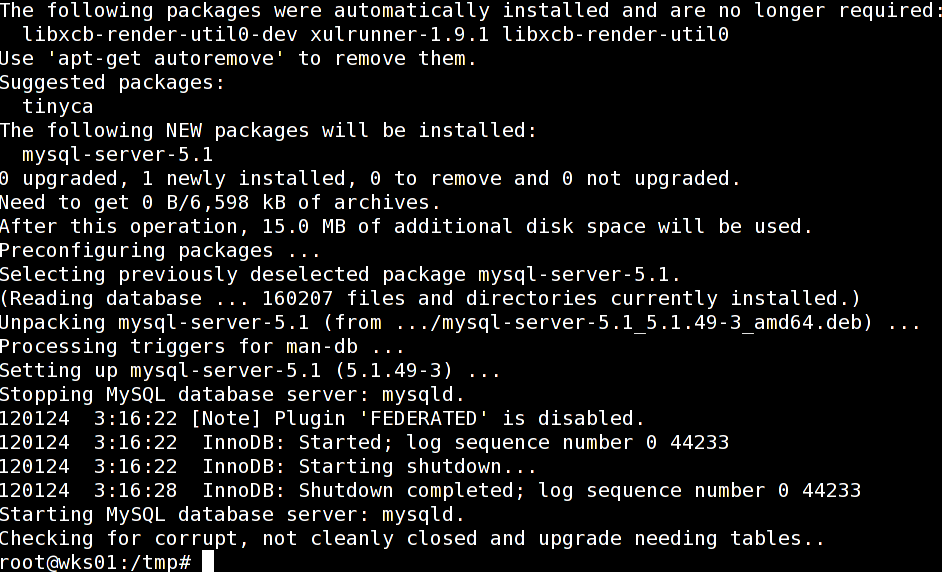 The following packages were automatically installed and are no longer required:
  libxcb-render-util0-dev xulrunner-1.9.1 libxcb-render-util0
Use 'apt-get autoremove' to remove them.
Suggested packages:
  tinyca
The following NEW packages will be installed:
  mysql-server-5.1
0 upgraded, 1 newly installed, 0 to remove and 0 not upgraded.
Need to get 0 B/6,598 kB of archives.
After this operation, 15.0 MB of additional disk space will be used.
Preconfiguring packages ...
Selecting previously deselected package mysql-server-5.1.
(Reading database ... 160207 files and directories currently installed.)
Unpacking mysql-server-5.1 (from .../mysql-server-5.1_5.1.49-3_amd64.deb) ...
Processing triggers for man-db ...
Setting up mysql-server-5.1 (5.1.49-3) ...
Stopping MySQL database server: mysqld.
120124  3:16:22 [Note] Plugin 'FEDERATED' is disabled.
120124  3:16:22  InnoDB: Started; log sequence number 0 44233
120124  3:16:22  InnoDB: Starting shutdown...
120124  3:16:28  InnoDB: Shutdown completed; log sequence number 0 44233
Starting MySQL database server: mysqld.
Checking for corrupt, not cleanly closed and upgrade needing tables..
root@wks01:/tmp#